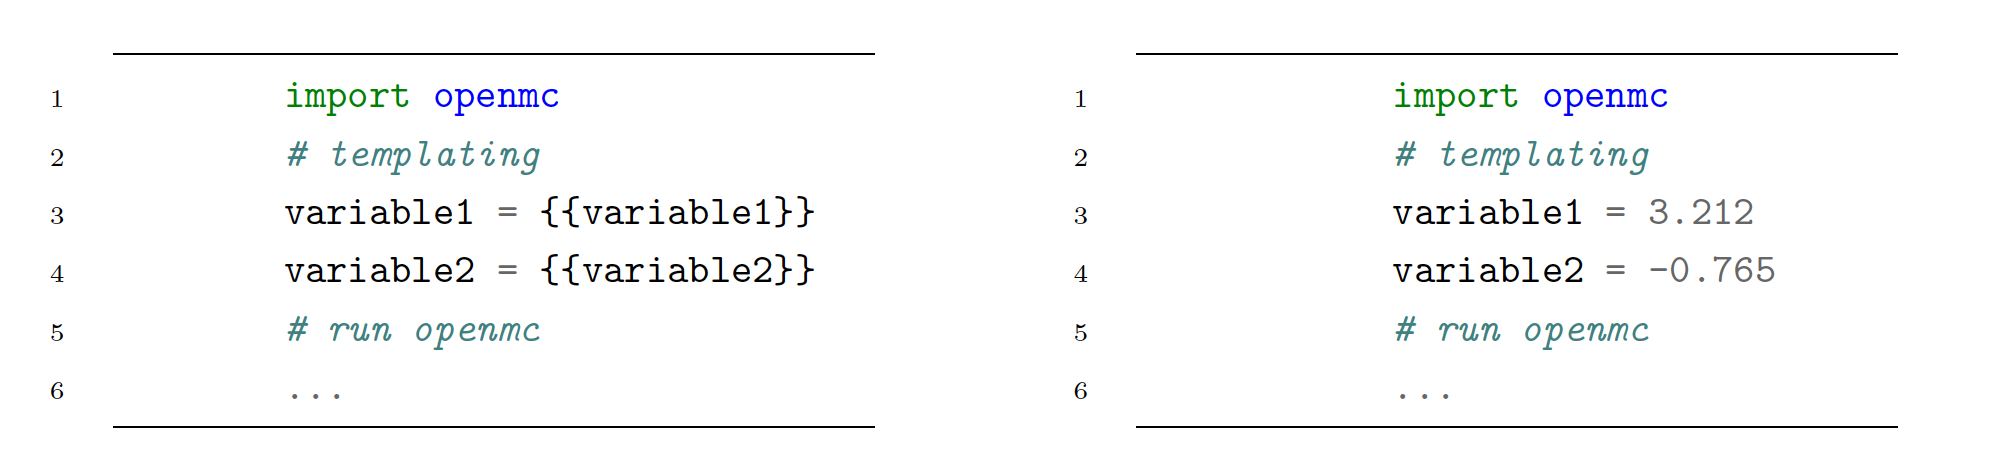 1 import openmc
2 # templating
3 variable1 = {{variable1}}
4 variable2 = {{variable2}}
5 # run openmc
6 ...
1 import openmc
2 # templating
3 variable1 = 3.212
4 variable2 = -0.765
5 # run openmc
6 ...